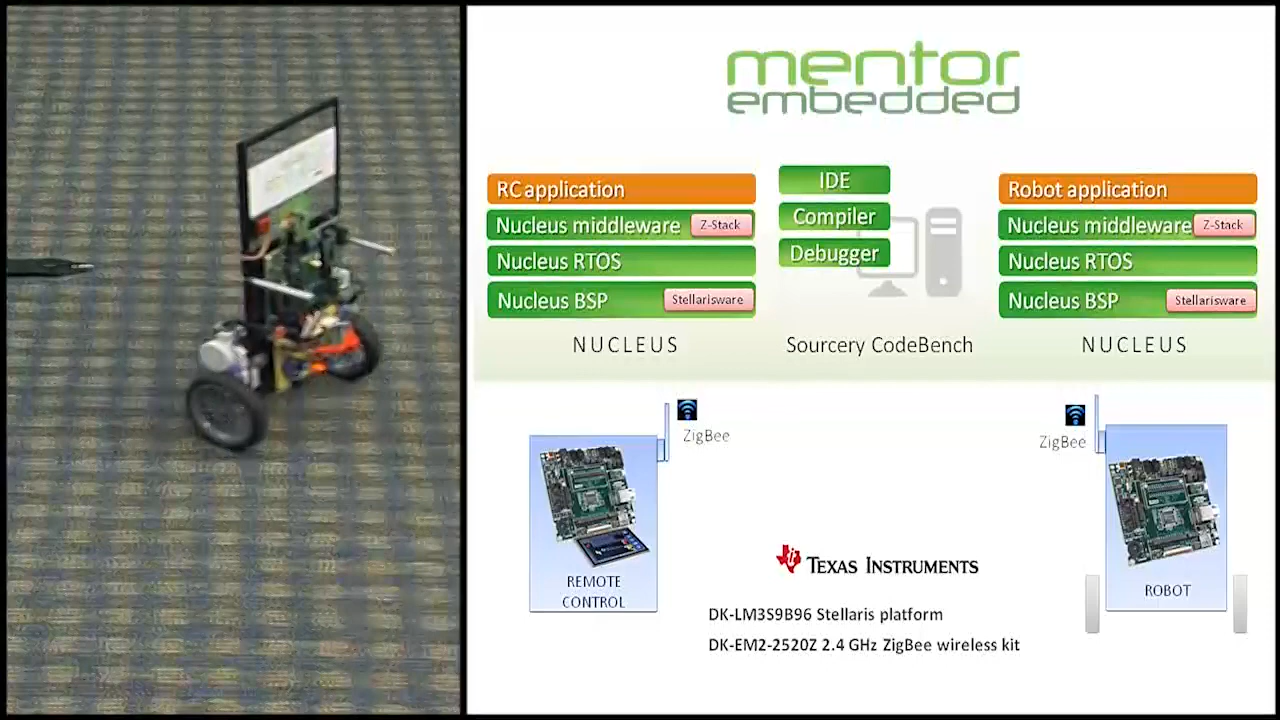 mentor
embedded
RC application
Nucleus middleware Z-Stack
Nucleus RTOS
Nucleus BSP Stellarisware
NUCLEUS
IDE
Compiler
Debugger
Sourcery CodeBench
Robot application
Nucleus middleware Z-Stack
Nucleus RTOS
Nucleus BSP Stellarisware
NUCLEUS
ZigBee
REMOTE
CONTROL
ZigBee
ROBOT
TEXAS INSTRUMENTS
DK-LM3S9B96 Stellaris platform
DK-EM2-2520Z 2.4 GHz ZigBee wireless kit